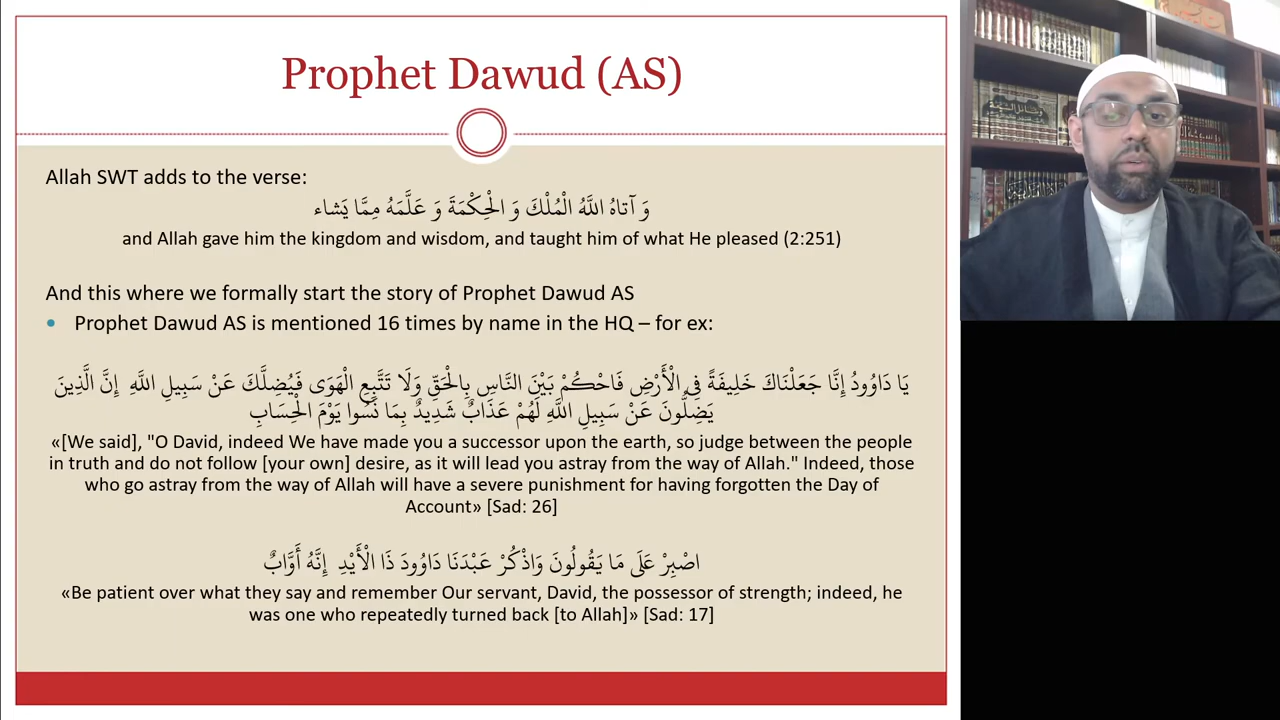 Prophet Dawud (AS)
Allah SWT adds to the verse:
وَ آتاهُ اللَّهُ الْمُلْكَ وَ الْحِكْمَةَ وَ عَلَّمَهُ مِمَّا يَشاء
and Allah gave him the kingdom and wisdom, and taught him of what He pleased (2:251)
And this where we formally start the story of Prophet Dawud AS
• Prophet Dawud AS is mentioned 16 times by name in the HQ – for ex:
يَا دَاوُودُ إِنَّا جَعَلْنَاكَ خَلِيفَةً فِي الْأَرْضِ فَاحْكُمْ بَيْنَ النَّاسِ بِالْحَقِّ وَلَا تَتَّبِعِ الْهَوَى فَيُضِلَّكَ عَنْ سَبِيلِ اللَّهِ إِنَّ الَّذِينَ
يَضِلُّونَ عَنْ سَبِيلِ اللَّهِ لَهُمْ عَذَابٌ شَدِيدٌ بِمَا نَسُوا يَوْمَ الْحِسَابِ
«[We said], "O David, indeed We have made you a successor upon the earth, so judge between the people
in truth and do not follow [your own] desire, as it will lead you astray from the way of Allah." Indeed, those
who go astray from the way of Allah will have a severe punishment for having forgotten the Day of
Account» [Sad: 26]
اصْبِرْ عَلَى مَا يَقُولُونَ وَاذْكُرْ عَبْدَنَا دَاوُودَ ذَا الْأَيْدِ إِنَّهُ أَوَّابٌ
«Be patient over what they say and remember Our servant, David, the possessor of strength; indeed, he
was one who repeatedly turned back [to Allah]» [Sad: 17]